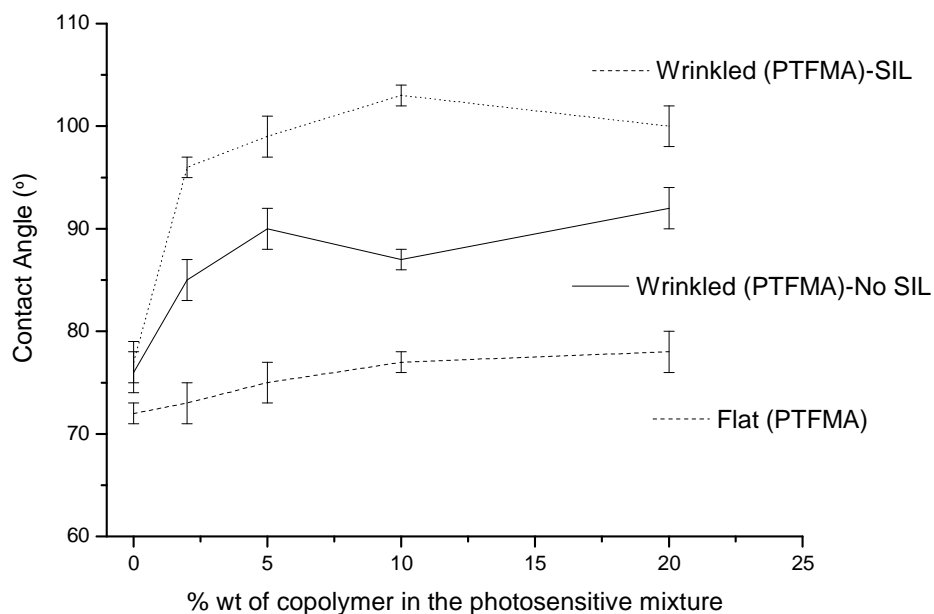 110
100
90
80
70
60
Contact Angle (º)
Wrinkled (PTFMA)-SIL
Wrinkled (PTFMA)-No SIL
Flat (PTFMA)
0
5
10
15
20
25
% wt of copolymer in the photosensitive mixture